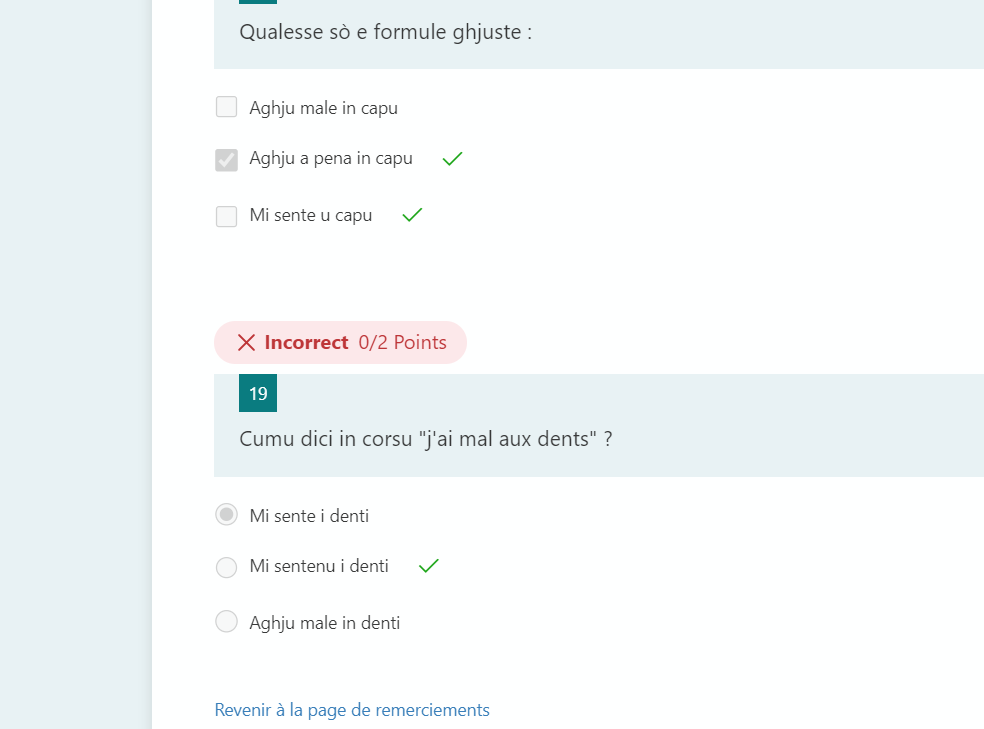 Qualesse sò e formule ghjuste :
Aghju male in capu
Aghju a pena in capu
Mi sente u capu
Incorrect 0/2 Points
19
Cumu dici in corsu "j'ai mal aux dents" ?
Mi sente i denti
Mi sentenu i denti
Aghju male in denti
Revenir à la page de remerciements